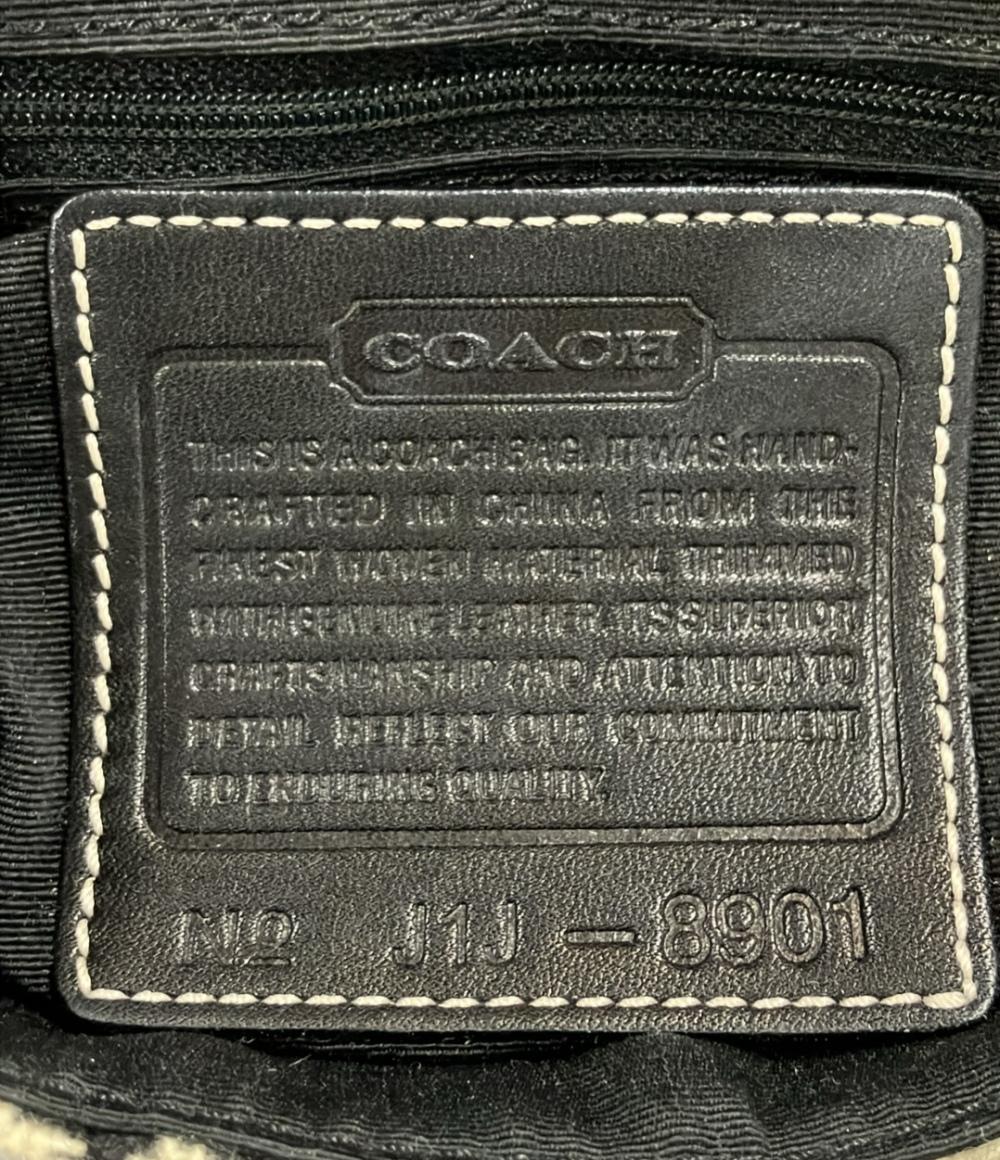 COACH
THIS IS A COACH BAG. IT WAS HAND-
CRAFTED IN CHINA FROM THE
FINEST WOVEN MATERIAL TRIMMED
WITH GENUINE LEATHER. ITS SUPERIOR
CRAFTSMANSHIP AND ATTENTION TO
DETAIL REFLECT OUR COMMITMENT
TO ENDURING QUALITY.
No J1J - 8901